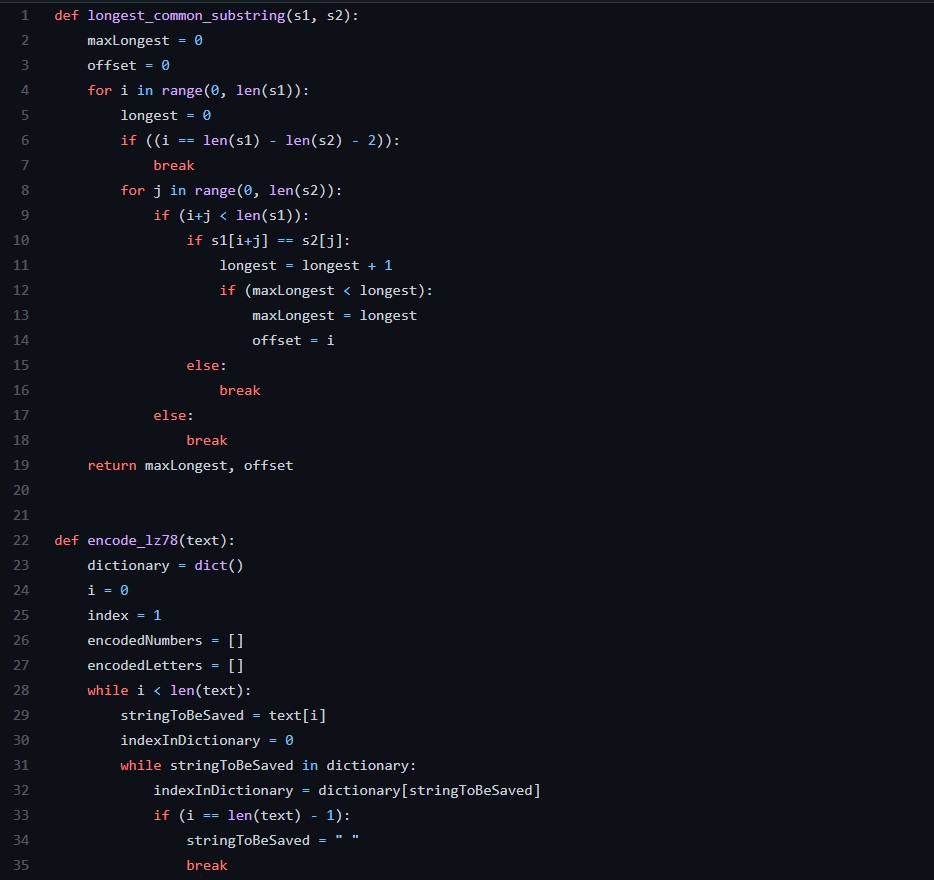 1 def longest_common_substring(s1, s2):
2     maxLongest = 0
3     offset = 0
4     for i in range(0, len(s1)):
5         longest = 0
6         if ((i == len(s1) - len(s2) - 2)):
7             break
8         for j in range(0, len(s2)):
9             if (i+j < len(s1)):
10                 if s1[i+j] == s2[j]:
11                     longest = longest + 1
12                     if (maxLongest < longest):
13                         maxLongest = longest
14                         offset = i
15                 else:
16                     break
17             else:
18                 break
19     return maxLongest, offset
20
21
22 def encode_lz78(text):
23     dictionary = dict()
24     i = 0
25     index = 1
26     encodedNumbers = []
27     encodedLetters = []
28     while i < len(text):
29         stringToBeSaved = text[i]
30         indexInDictionary = 0
31         while stringToBeSaved in dictionary:
32             indexInDictionary = dictionary[stringToBeSaved]
33             if (i == len(text) - 1):
34                 stringToBeSaved = " "
35                 break